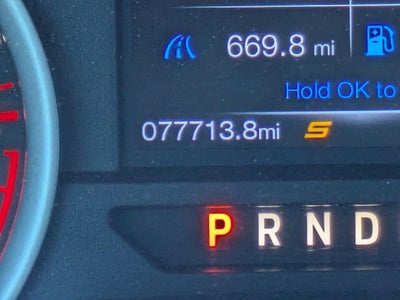 669.8 mi
Hold OK to
077713.8mi S
P R N D